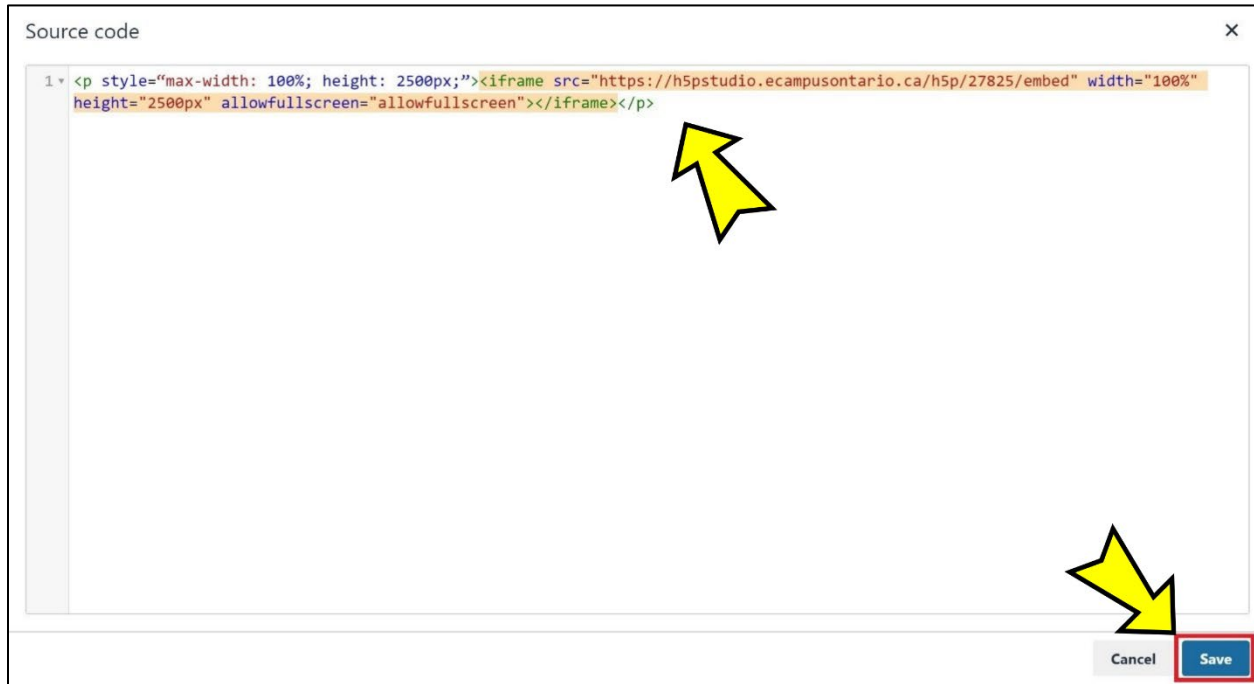 Source code
1 <p style=“max-width: 100%; height: 2500px;”><iframe src="https://h5pstudio.ecampusontario.ca/h5p/27825/embed" width="100%"
height="2500px" allowfullscreen="allowfullscreen"></iframe></p>
Cancel Save